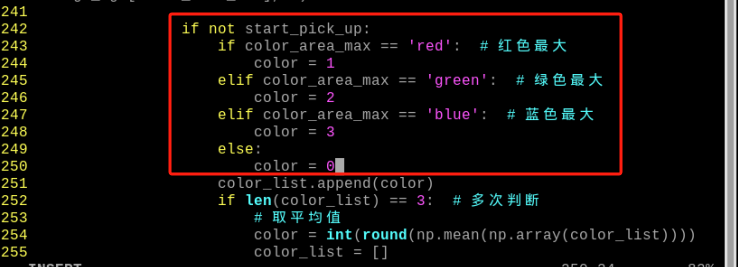 241
242 if not start_pick_up:
243 if color_area_max == 'red': # 红色最大
244 color = 1
245 elif color_area_max == 'green': # 绿色最大
246 color = 2
247 elif color_area_max == 'blue': # 蓝色最大
248 color = 3
249 else:
250 color = 0
251 color_list.append(color)
252 if len(color_list) == 3: # 多次判断
253 # 取平均值
254 color = int(round(np.mean(np.array(color_list))))
255 color_list = []